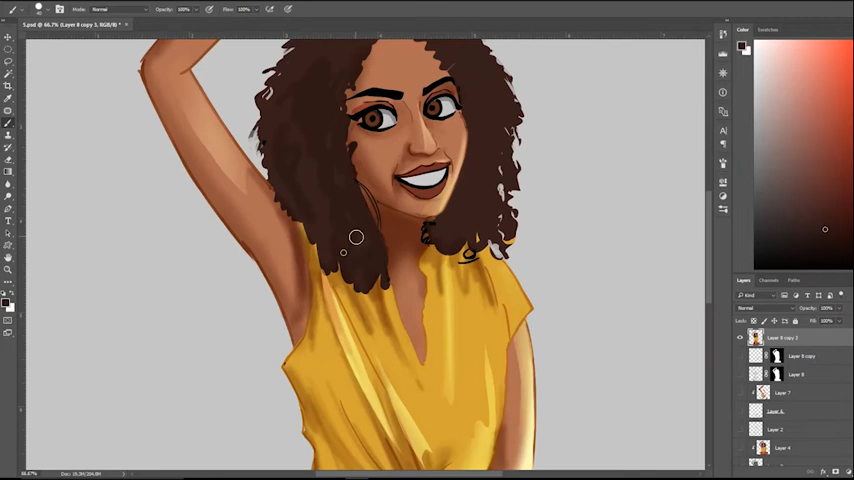 Mode: Normal Opacity: 100% Flow: 100%
5.psd @ 66.7% (Layer 8 copy 3, RGB/8*) * ×
Color Swatches
Layers Channels Paths
Kind
Normal Opacity: 100%
Lock: Fill: 100%
Layer 8 copy 3
Layer 8 copy
Layer 8
Layer 7
Layer 2
Layer 4
66.67% Doc:
fx